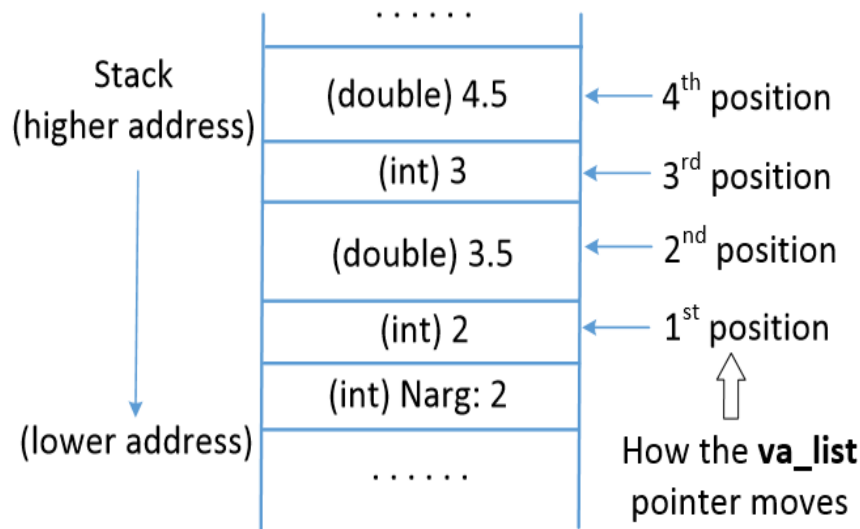 . . . . . .
Stack
(higher address)
(double) 4.5
4th position
(int) 3
3rd position
(double) 3.5
2nd position
(int) 2
1st position
(int) Narg: 2
(lower address)
. . . . . .
How the va_list
pointer moves